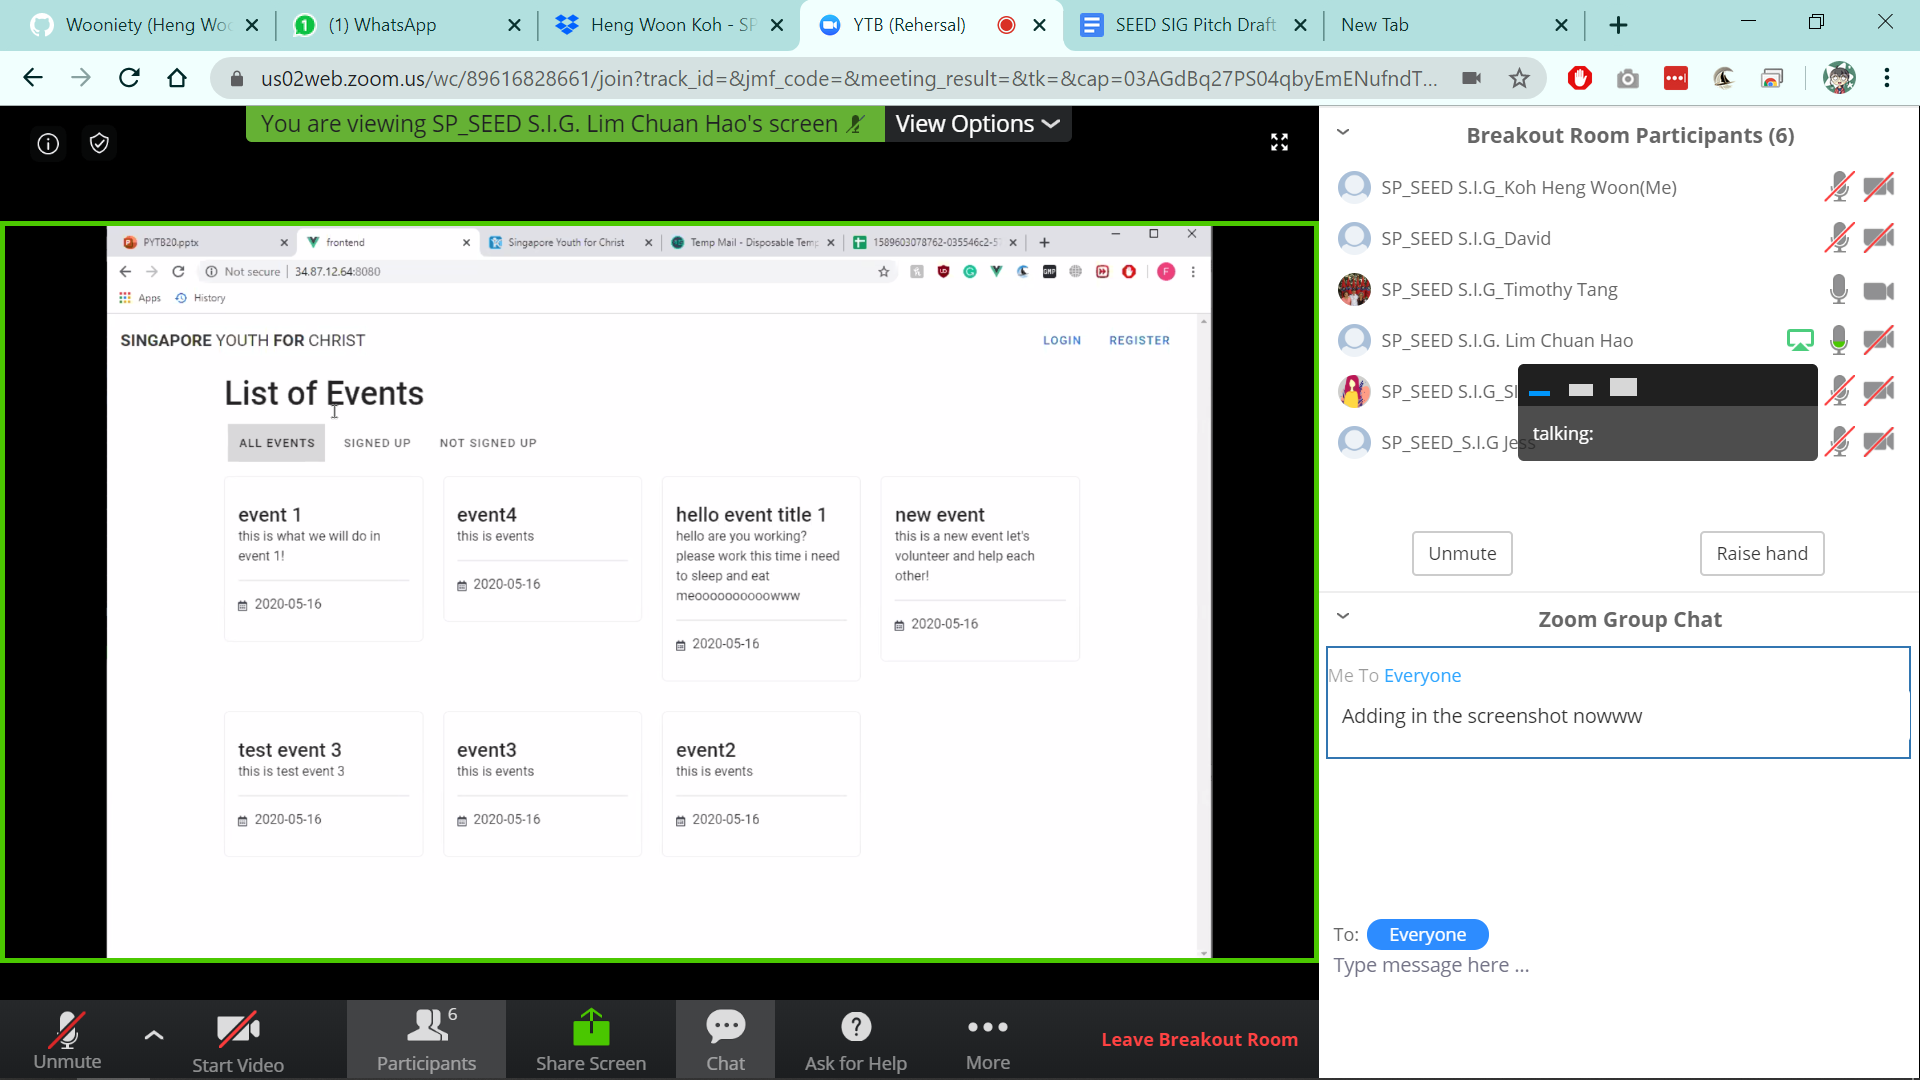 Wooniety (Heng Wo
(1) WhatsApp
Heng Woon Koh - SP
YTB (Rehersal)
SEED SIG Pitch Draft
New Tab
us02web.zoom.us/wc/89616828661/join?track_id=&jmf_code=&meeting_result=&tk=&cap=03AGdBq27PS04qbyEmENufndT...
You are viewing SP_SEED S.I.G. Lim Chuan Hao's screen
View Options
PYTB20.pptx
frontend
Singapore Youth for Christ
Temp Mail - Disposable Temp
1589603078762-035546c2-5
Not secure | 34.87.12.64:8080
Apps
History
SINGAPORE YOUTH FOR CHRIST
LOGIN
REGISTER
List of Events
ALL EVENTS
SIGNED UP
NOT SIGNED UP
event 1
this is what we will do in
event 1!
2020-05-16
event4
this is events
2020-05-16
hello event title 1
hello are you working?
please work this time i need
to sleep and eat
meoooooooooowww
2020-05-16
new event
this is a new event let's
volunteer and help each
other!
2020-05-16
test event 3
this is test event 3
2020-05-16
event3
this is events
2020-05-16
event2
this is events
2020-05-16
Breakout Room Participants (6)
SP_SEED S.I.G_Koh Heng Woon(Me)
SP_SEED S.I.G_David
SP_SEED S.I.G_Timothy Tang
SP_SEED S.I.G. Lim Chuan Hao
SP_SEED S.I.G_S
SP_SEED_S.I.G Jess
talking:
Unmute
Raise hand
Zoom Group Chat
Me To Everyone
Adding in the screenshot nowww
To: Everyone
Type message here ...
Unmute
Start Video
6
Participants
Share Screen
Chat
Ask for Help
More
Leave Breakout Room